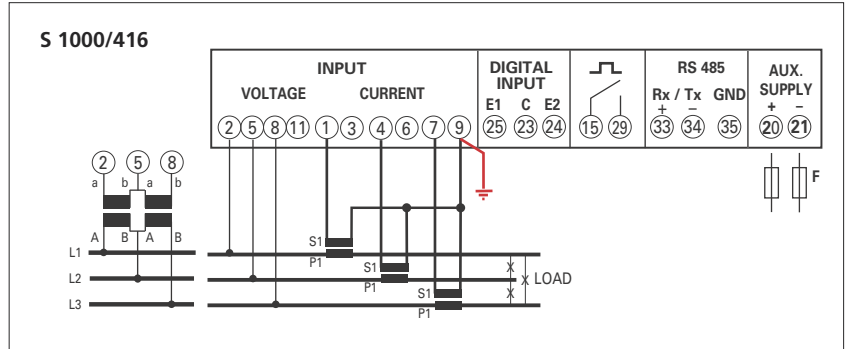 S 1000/416
INPUT
VOLTAGE CURRENT
2 5 8 11 1 3 4 6 7 9
DIGITAL
INPUT
E1 C E2
25 23 24
15 29
RS 485
Rx / Tx GND
+ −
33 34 35
AUX.
SUPPLY
+ −
20 21
F
2 5 8
a b a b
A B A B
L1
L2
L3
S1
P1
S1
P1
S1
P1
X
X
X
LOAD